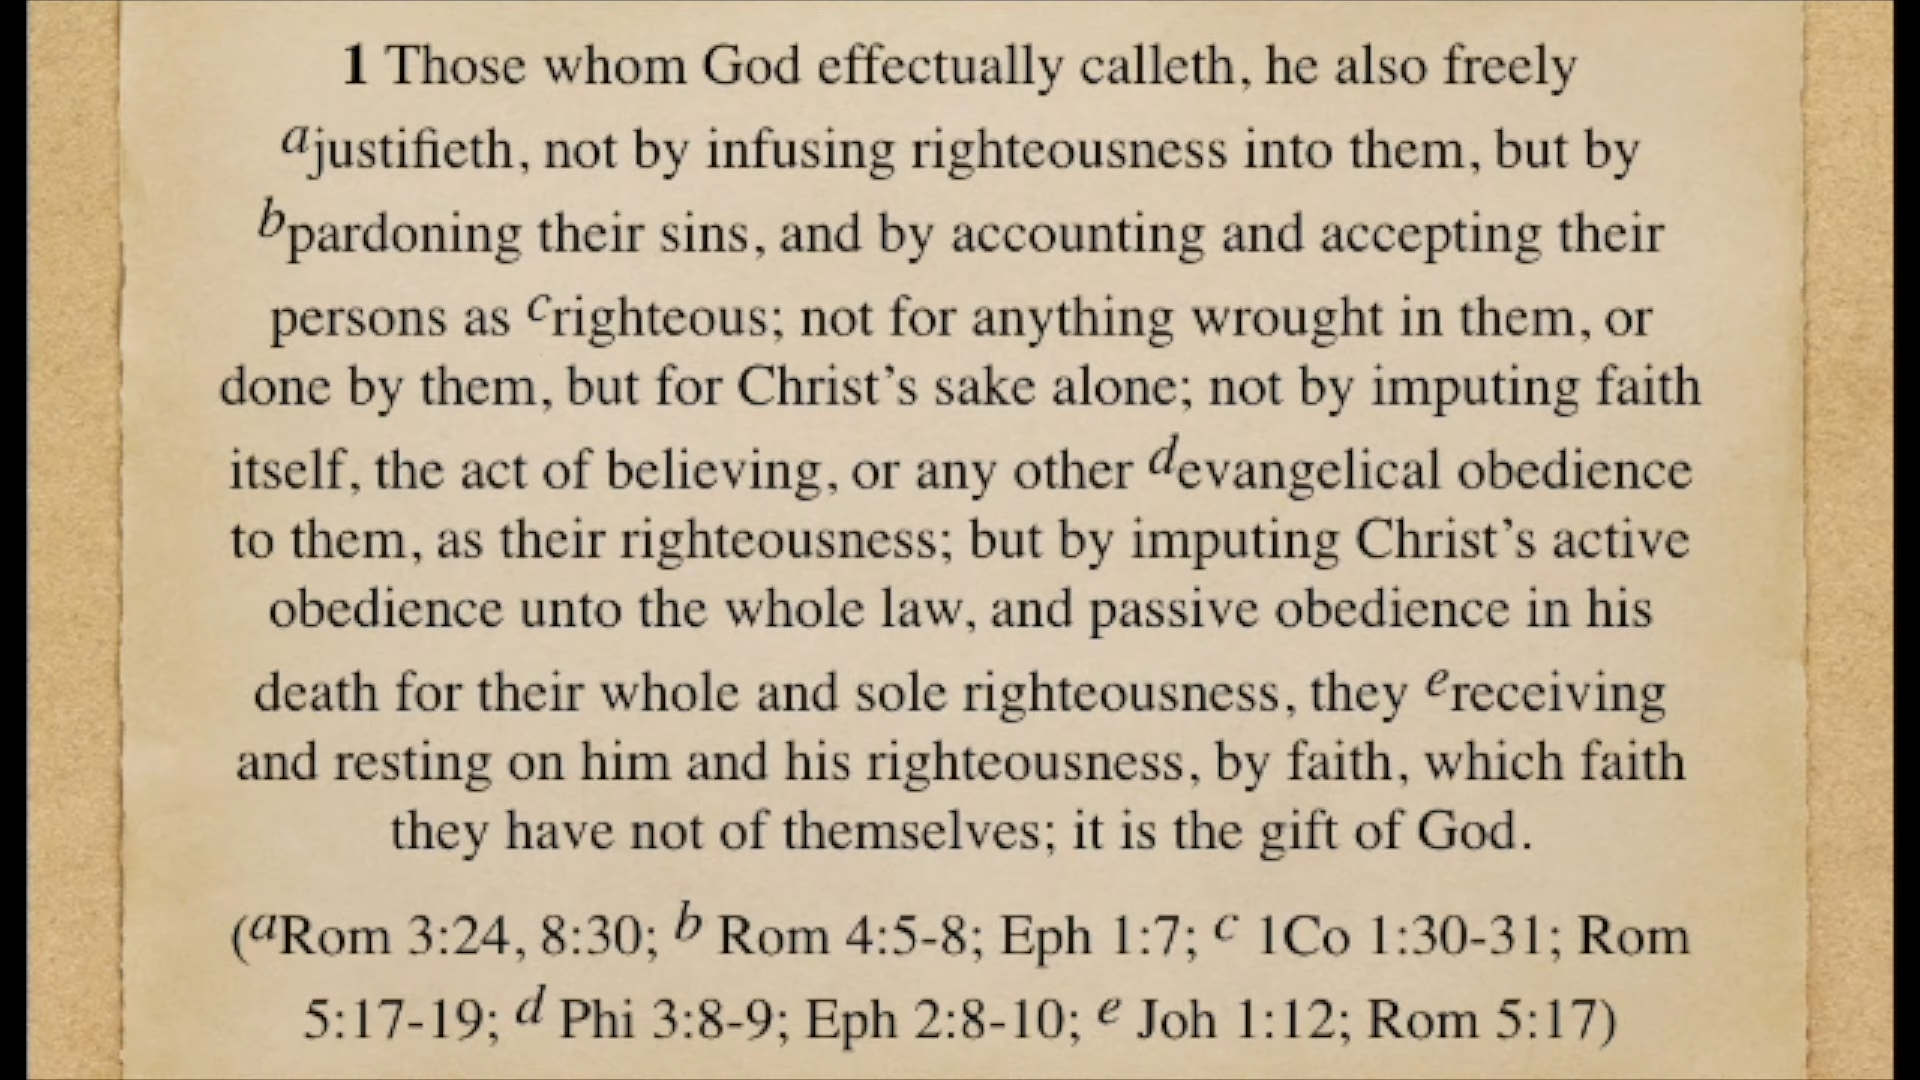 1 Those whom God effectually calleth, he also freely
ajustifieth, not by infusing righteousness into them, but by
bpardoning their sins, and by accounting and accepting their
persons as crighteous; not for anything wrought in them, or
done by them, but for Christ’s sake alone; not by imputing faith
itself, the act of believing, or any other devangelical obedience
to them, as their righteousness; but by imputing Christ’s active
obedience unto the whole law, and passive obedience in his
death for their whole and sole righteousness, they ereceiving
and resting on him and his righteousness, by faith, which faith
they have not of themselves; it is the gift of God.
(aRom 3:24, 8:30; b Rom 4:5-8; Eph 1:7; c 1Co 1:30-31; Rom
5:17-19; d Phi 3:8-9; Eph 2:8-10; e Joh 1:12; Rom 5:17)